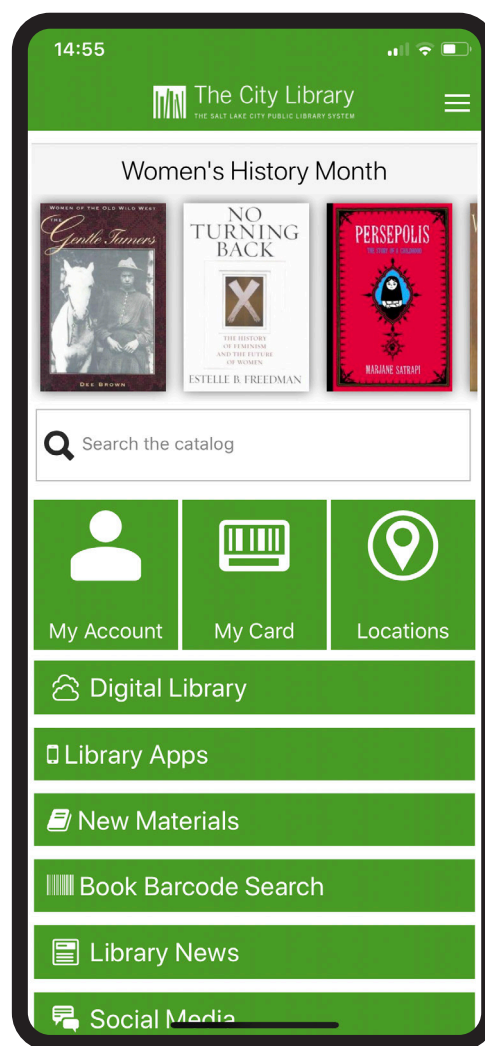 14:55
The City Library
THE SALT LAKE CITY PUBLIC LIBRARY SYSTEM
Women's History Month
WOMEN OF THE OLD WILD WEST
THE
Gentle Tamers
DEE BROWN
NO
TURNING
BACK
THE HISTORY
OF FEMINISM
AND THE FUTURE
OF WOMEN
ESTELLE B. FREEDMAN
PERSEPOLIS
THE STORY OF A CHILDHOOD
MARJANE SATRAPI
Search the catalog
My Account
My Card
Locations
Digital Library
Library Apps
New Materials
Book Barcode Search
Library News
Social Media